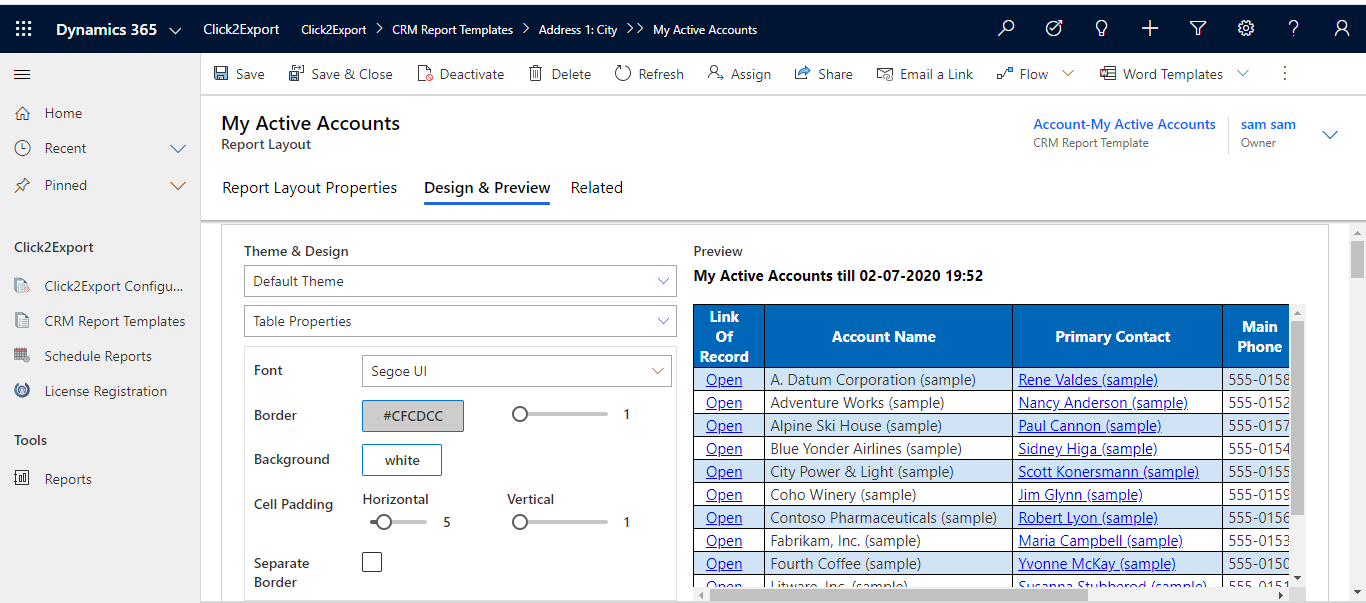 Dynamics 365 Click2Export Click2Export > CRM Report Templates > Address 1: City >> My Active Accounts ?
Save Save & Close Deactivate Delete Refresh Assign Share Email a Link Flow Word Templates
Home
Recent
Pinned
Click2Export
Click2Export Configu...
CRM Report Templates
Schedule Reports
License Registration
Tools
Reports
My Active Accounts
Report Layout
Account-My Active Accounts
CRM Report Template
sam sam
Owner
Report Layout Properties Design & Preview Related
Theme & Design
Default Theme
Table Properties
Font Segoe UI
Border #CFCDCC 1
Background white
Cell Padding Horizontal 5 Vertical 1
Separate
Border
Preview
My Active Accounts till 02-07-2020 19:52
Link Of Record Account Name Primary Contact Main Phone
Open A. Datum Corporation (sample) Rene Valdes (sample) 555-0158
Open Adventure Works (sample) Nancy Anderson (sample) 555-0152
Open Alpine Ski House (sample) Paul Cannon (sample) 555-0157
Open Blue Yonder Airlines (sample) Sidney Higa (sample) 555-0154
Open City Power & Light (sample) Scott Konersmann (sample) 555-0155
Open Coho Winery (sample) Jim Glynn (sample) 555-0159
Open Contoso Pharmaceuticals (sample) Robert Lyon (sample) 555-0156
Open Fabrikam, Inc. (sample) Maria Campbell (sample) 555-0153
Open Fourth Coffee (sample) Yvonne McKay (sample) 555-0150
Open Litware, Inc. (sample) Susanna Stubberod (sample) 555-0151